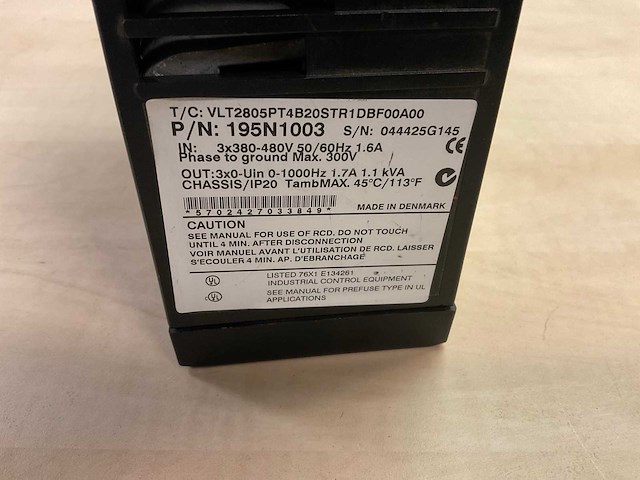 T/C: VLT2805PT4B20STR1DBF00A00
P/N: 195N1003 S/N: 044425G145
IN: 3x380-480V 50/60Hz 1.6A
Phase to ground Max. 300V
CE
OUT:3x0-Uin 0-1000Hz 1.7A 1.1 kVA
CHASSIS/IP20 TambMAX. 45°C/113°F
*5702427033849*
MADE IN DENMARK
CAUTION
SEE MANUAL FOR USE OF RCD. DO NOT TOUCH
UNTIL 4 MIN. AFTER DISCONNECTION
VOIR MANUEL AVANT L'UTILISATION DE RCD. LAISSER
S'ECOULER 4 MIN. AP. D'EBRANCHAGE
UL LISTED 76X1 E134261
INDUSTRIAL CONTROL EQUIPMENT
c UL SEE MANUAL FOR PREFUSE TYPE IN UL
APPLICATIONS